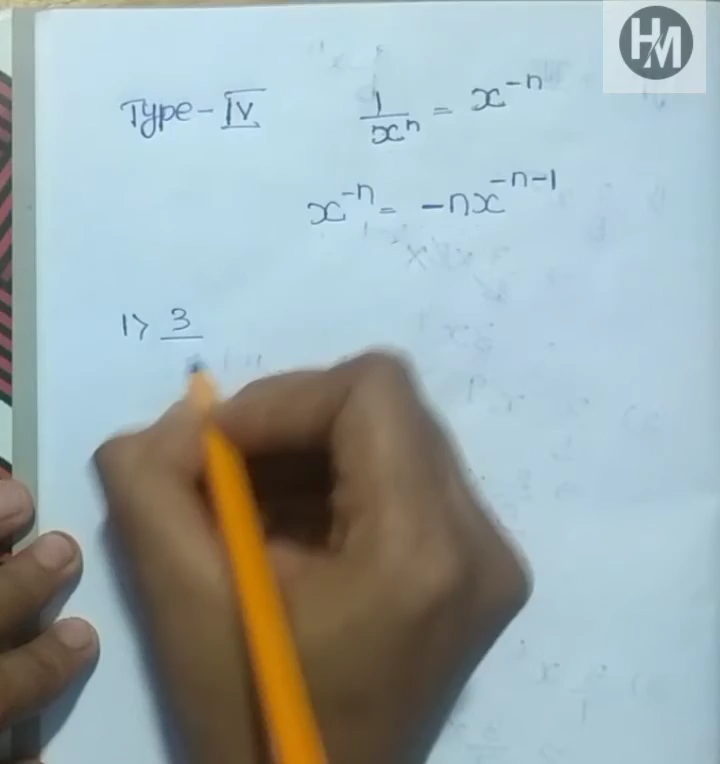 HM
Type-IV 1/xⁿ = x⁻ⁿ
x⁻ⁿ = -nx⁻ⁿ⁻¹
1> 3